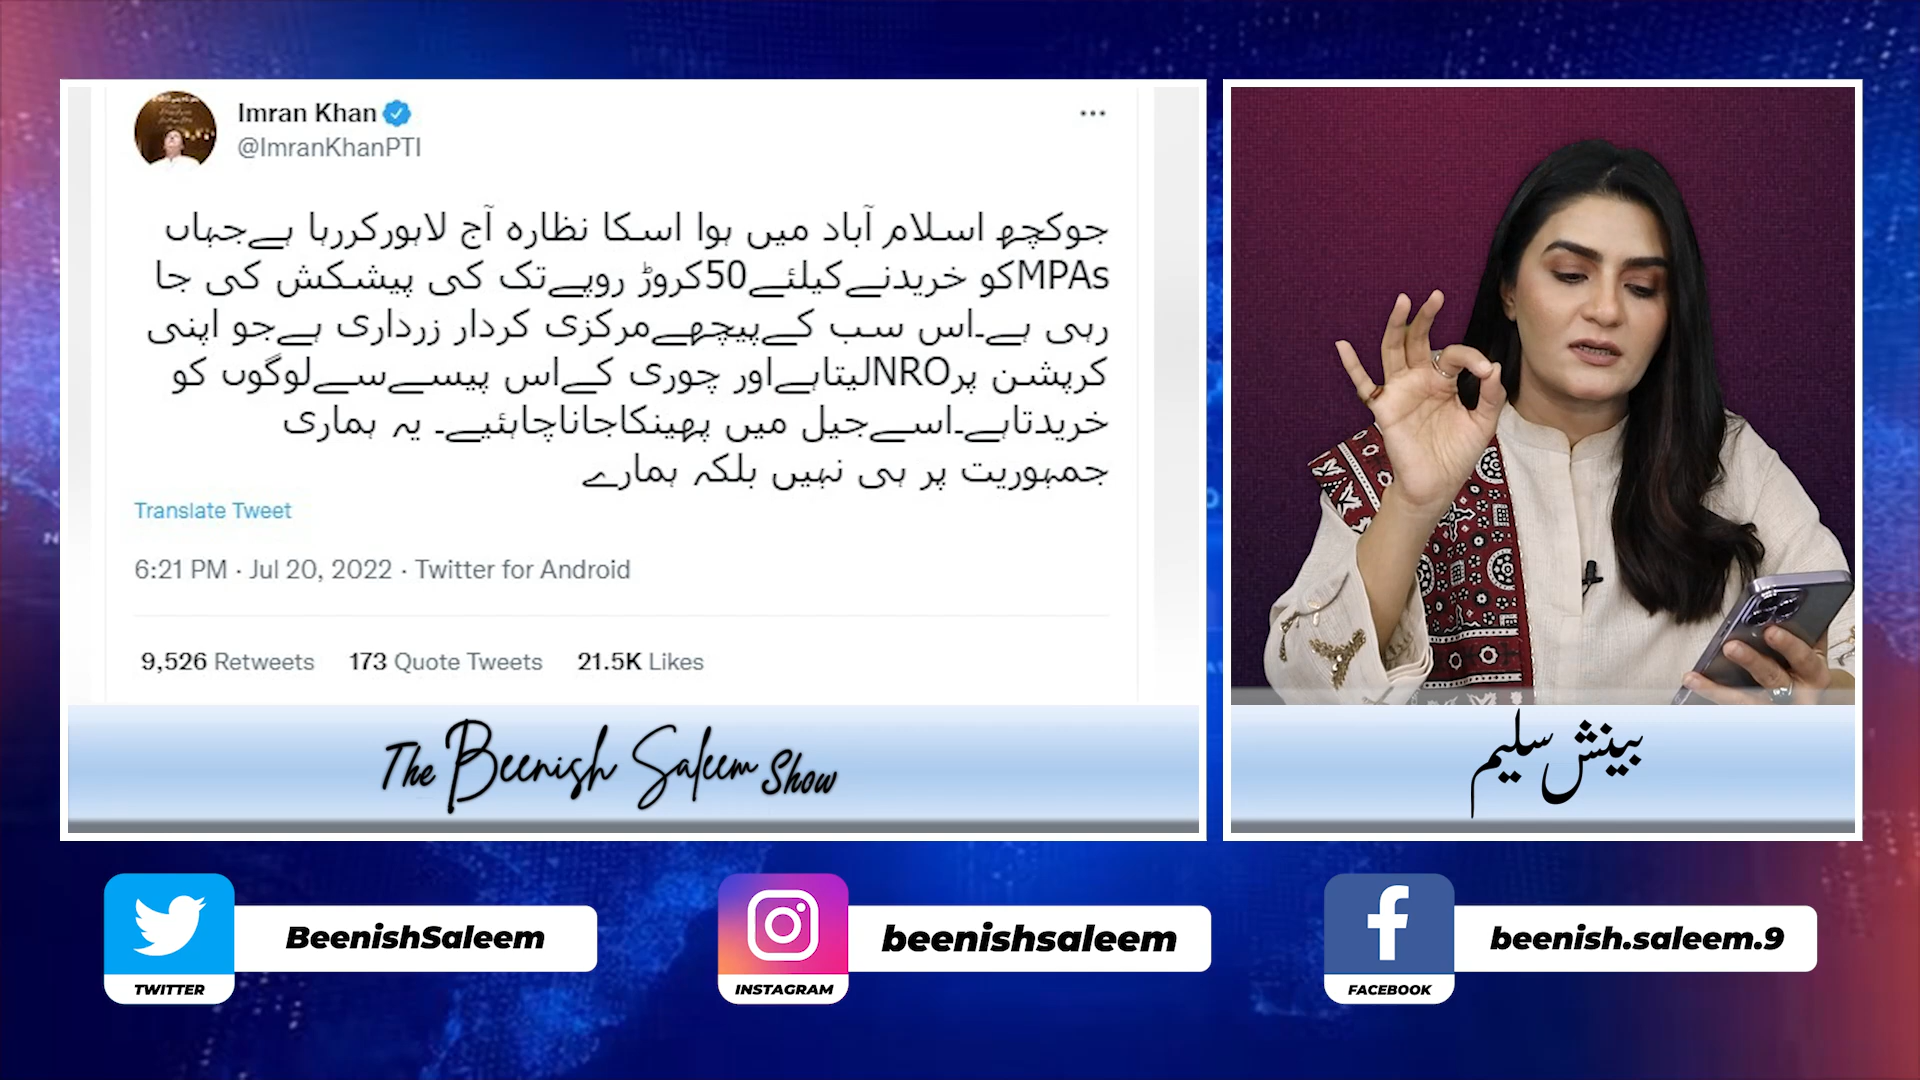 Imran Khan
@ImranKhanPTI
جوکچھ اسلام آباد میں ہوا اسکا نظارہ آج لاہورکررہا ہےجہاں
MPAsکو خریدنےکیلئے50کروڑ روپےتک کی پیشکش کی جا
رہی ہے۔اس سب کےپیچھےمرکزی کردار زرداری ہےجو اپنی
کرپشن پرNROلیتاہےاور چوری کےاس پیسےسےلوگوں کو
خریدتاہے۔اسےجیل میں پھینکاجاناچاہئیے۔ یہ ہماری
جمہوریت پر ہی نہیں بلکہ ہمارے
Translate Tweet
6:21 PM · Jul 20, 2022 · Twitter for Android
9,526 Retweets 173 Quote Tweets 21.5K Likes
The Beenish Saleem Show
بینش سلیم
BeenishSaleem
TWITTER
beenishsaleem
INSTAGRAM
beenish.saleem.9
FACEBOOK